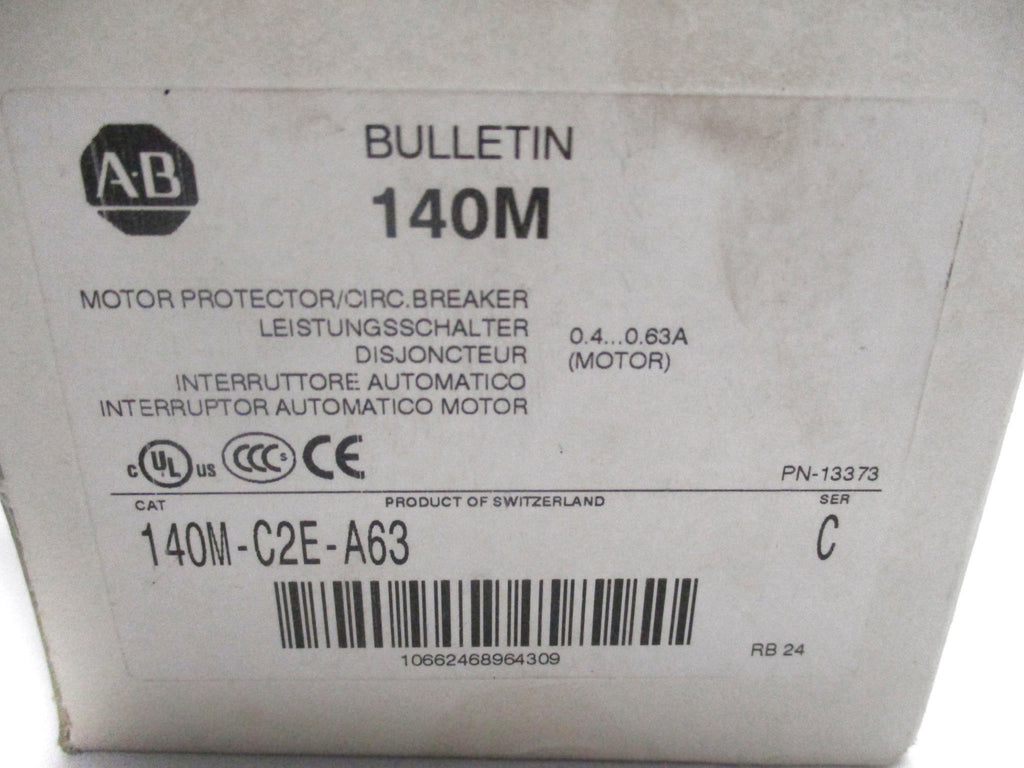 A·B
BULLETIN
140M
MOTOR PROTECTOR/CIRC.BREAKER
LEISTUNGSSCHALTER
DISJONCTEUR
INTERRUTTORE AUTOMATICO
INTERRUPTOR AUTOMATICO MOTOR
0.4...0.63A
(MOTOR)
c UL us CCC S CE
PN-13373
CAT PRODUCT OF SWITZERLAND SER
140M-C2E-A63 C
10662468964309
RB 24